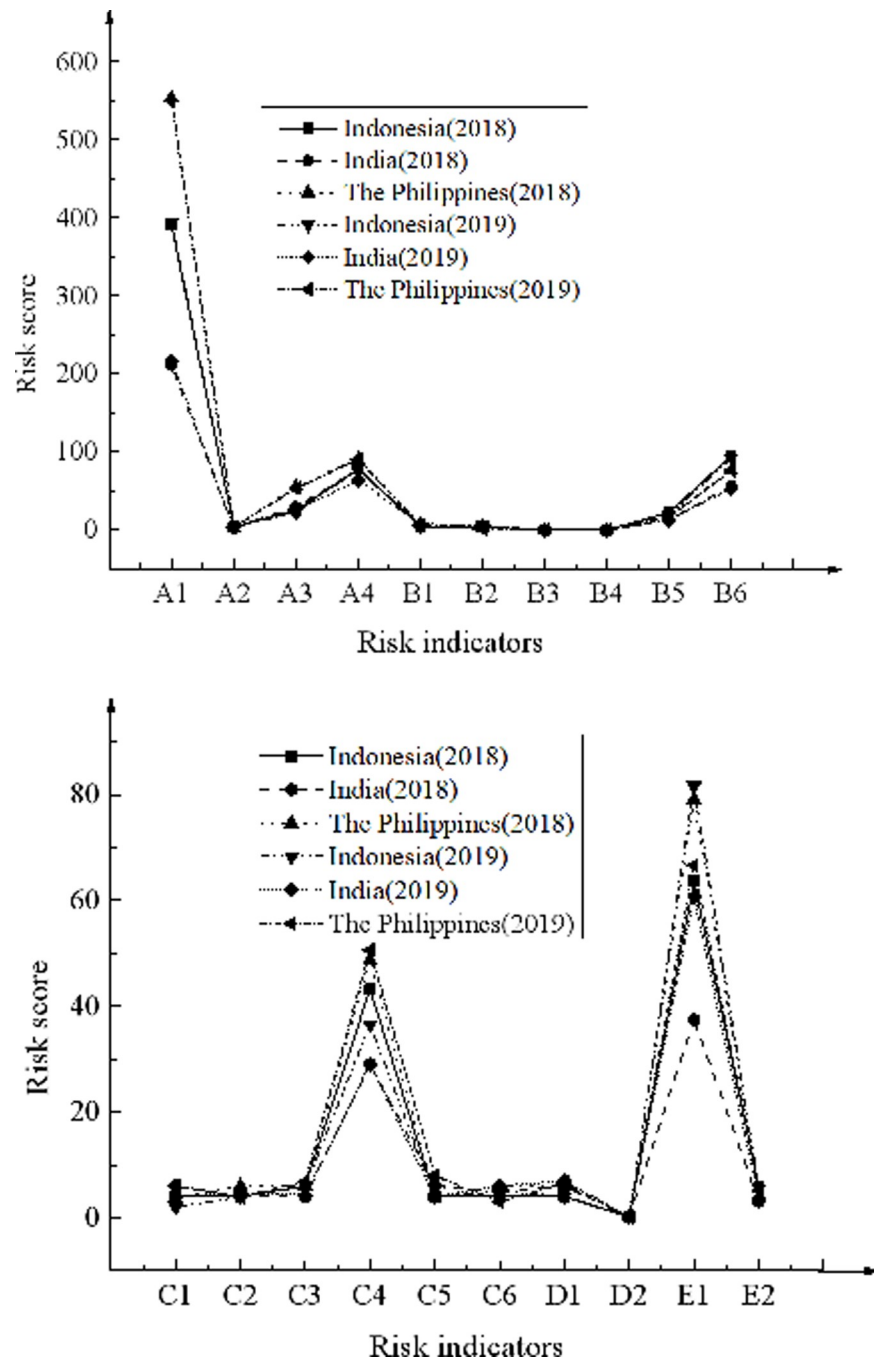 600
500
400
300
200
100
0
Risk score
Indonesia(2018)
India(2018)
The Philippines(2018)
Indonesia(2019)
India(2019)
The Philippines(2019)
A1 A2 A3 A4 B1 B2 B3 B4 B5 B6
Risk indicators
80
60
40
20
0
Risk score
Indonesia(2018)
India(2018)
The Philippines(2018)
Indonesia(2019)
India(2019)
The Philippines(2019)
C1 C2 C3 C4 C5 C6 D1 D2 E1 E2
Risk indicators